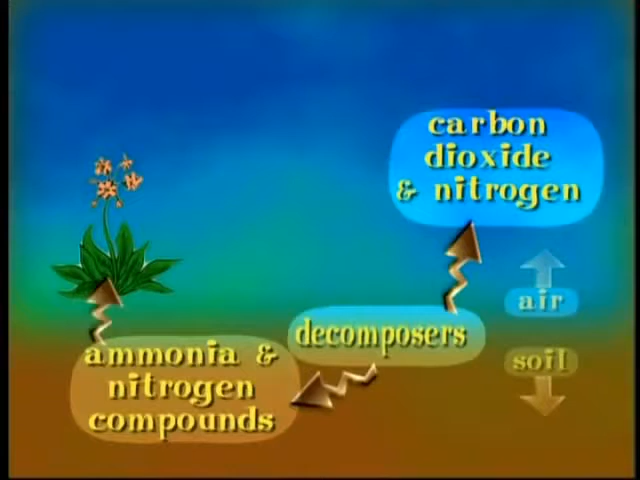 carbon
dioxide
& nitrogen
air
decomposers
soil
ammonia &
nitrogen
compounds